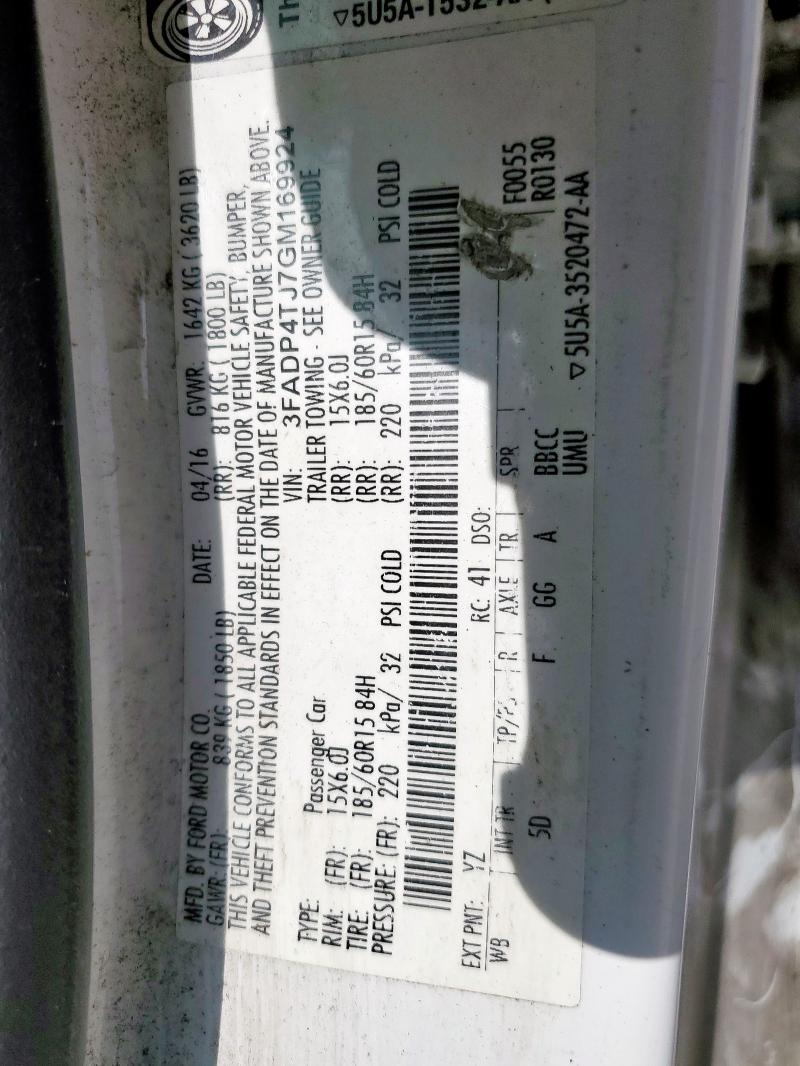 Th
▽5U5A-1532-
MFD. BY FORD MOTOR CO. DATE: 04/16 GVWR: 1642 KG ( 3620 LB)
GAWR: (FR): 839 KG ( 1850 LB) (RR): 816 KG ( 1800 LB)
THIS VEHICLE CONFORMS TO ALL APPLICABLE FEDERAL MOTOR VEHICLE SAFETY, BUMPER,
AND THEFT PREVENTION STANDARDS IN EFFECT ON THE DATE OF MANUFACTURE SHOWN ABOVE.
VIN: 3FADP4TJ7GM169924
TYPE: Passenger Car TRAILER TOWING - SEE OWNER GUIDE
RIM: (FR): 15X6.0J (RR): 15X6.0J
TIRE: (FR): 185/60R15 84H (RR): 185/60R15 84H
PRESSURE: (FR): 220 kPa/ 32 PSI COLD (RR): 220 kPa/ 32 PSI COLD
EXT PNT: YZ RC: 41 DSO: F0055
WB INT TR TP/PS R AXLE TR SPR R0130
5D F GG A BBCC
UMU
▽5U5A-3520472-AA